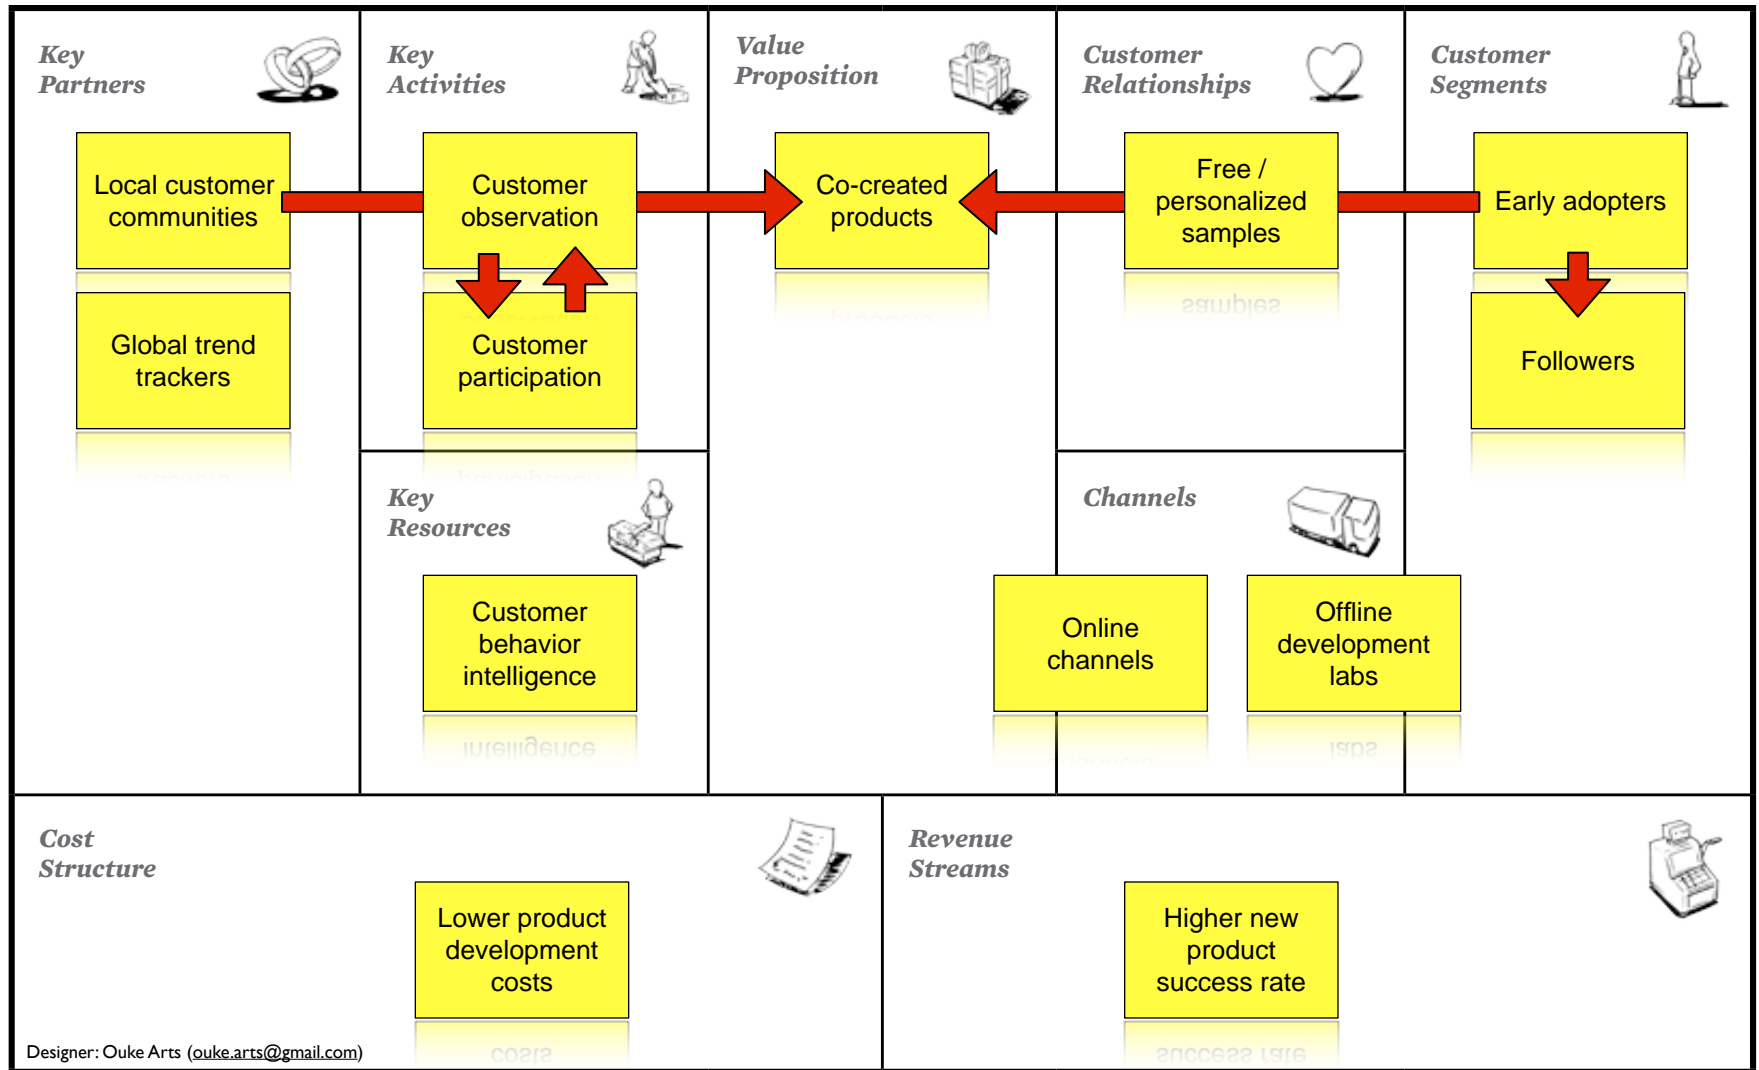 Key
Partners
Local customer
communities
Global trend
trackers
Key
Activities
Customer
observation
Customer
participation
Key
Resources
Customer
behavior
intelligence
Value
Proposition
Co-created
products
Customer
Relationships
Free /
personalized
samples
Channels
Online
channels
Offline
development
labs
Customer
Segments
Early adopters
Followers
Cost
Structure
Lower product
development
costs
Designer: Ouke Arts (ouke.arts@gmail.com)
Revenue
Streams
Higher new
product
success rate